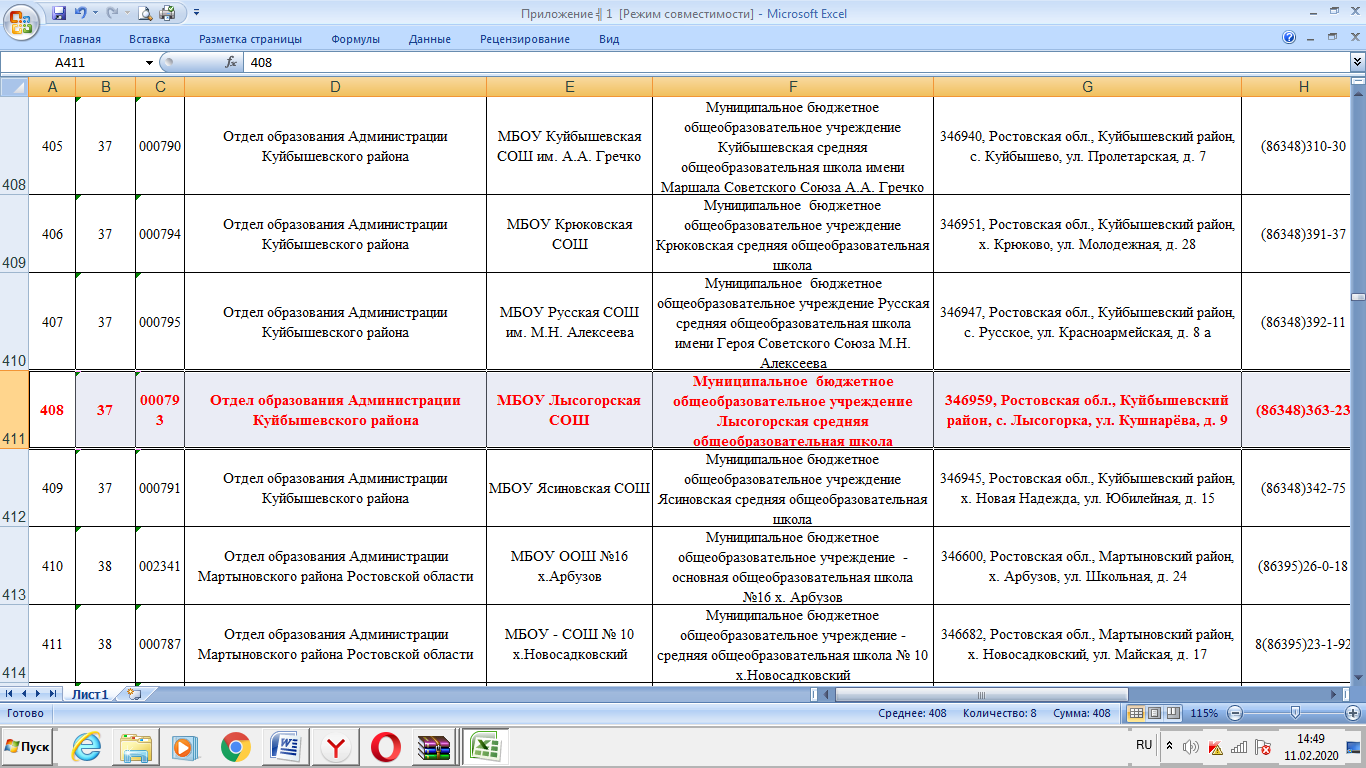 Приложение╣ 1 [Режим совместимости] - Microsoft Excel
Главная Вставка Разметка страницы Формулы Данные Рецензирование Вид
A411 fx 408
A B C D E F G H
408 405 37 000790 Отдел образования Администрации Куйбышевского района МБОУ Куйбышевская СОШ им. А.А. Гречко Муниципальное бюджетное общеобразовательное учреждение Куйбышевская средняя общеобразовательная школа имени Маршала Советского Союза А.А. Гречко 346940, Ростовская обл., Куйбышевский район, с. Куйбышево, ул. Пролетарская, д. 7 (86348)310-30
409 406 37 000794 Отдел образования Администрации Куйбышевского района МБОУ Крюковская СОШ Муниципальное бюджетное общеобразовательное учреждение Крюковская средняя общеобразовательная школа 346951, Ростовская обл., Куйбышевский район, х. Крюково, ул. Молодежная, д. 28 (86348)391-37
410 407 37 000795 Отдел образования Администрации Куйбышевского района МБОУ Русская СОШ им. М.Н. Алексеева Муниципальное бюджетное общеобразовательное учреждение Русская средняя общеобразовательная школа имени Героя Советского Союза М.Н. Алексеева 346947, Ростовская обл., Куйбышевский район, с. Русское, ул. Красноармейская, д. 8 а (86348)392-11
411 408 37 000793 Отдел образования Администрации Куйбышевского района МБОУ Лысогорская СОШ Муниципальное бюджетное общеобразовательное учреждение Лысогорская средняя общеобразовательная школа 346959, Ростовская обл., Куйбышевский район, с. Лысогорка, ул. Кушнарёва, д. 9 (86348)363-23
412 409 37 000791 Отдел образования Администрации Куйбышевского района МБОУ Ясиновская СОШ Муниципальное бюджетное общеобразовательное учреждение Ясиновская средняя общеобразовательная школа 346945, Ростовская обл., Куйбышевский район, х. Новая Надежда, ул. Юбилейная, д. 15 (86348)342-75
413 410 38 002341 Отдел образования Администрации Мартыновского района Ростовской области МБОУ ООШ №16 х.Арбузов Муниципальное бюджетное общеобразовательное учреждение - основная общеобразовательная школа №16 х. Арбузов 346600, Ростовская обл., Мартыновский район, х. Арбузов, ул. Школьная, д. 24 (86395)26-0-18
414 411 38 000787 Отдел образования Администрации Мартыновского района Ростовской области МБОУ - СОШ № 10 х.Новосадковский Муниципальное бюджетное общеобразовательное учреждение - средняя общеобразовательная школа № 10 х.Новосадковский 346682, Ростовская обл., Мартыновский район, х. Новосадковский, ул. Майская, д. 17 8(86395)23-1-92
Лист1
Готово Среднее: 408 Количество: 8 Сумма: 408 115%
Пуск RU 14:49
11.02.2020